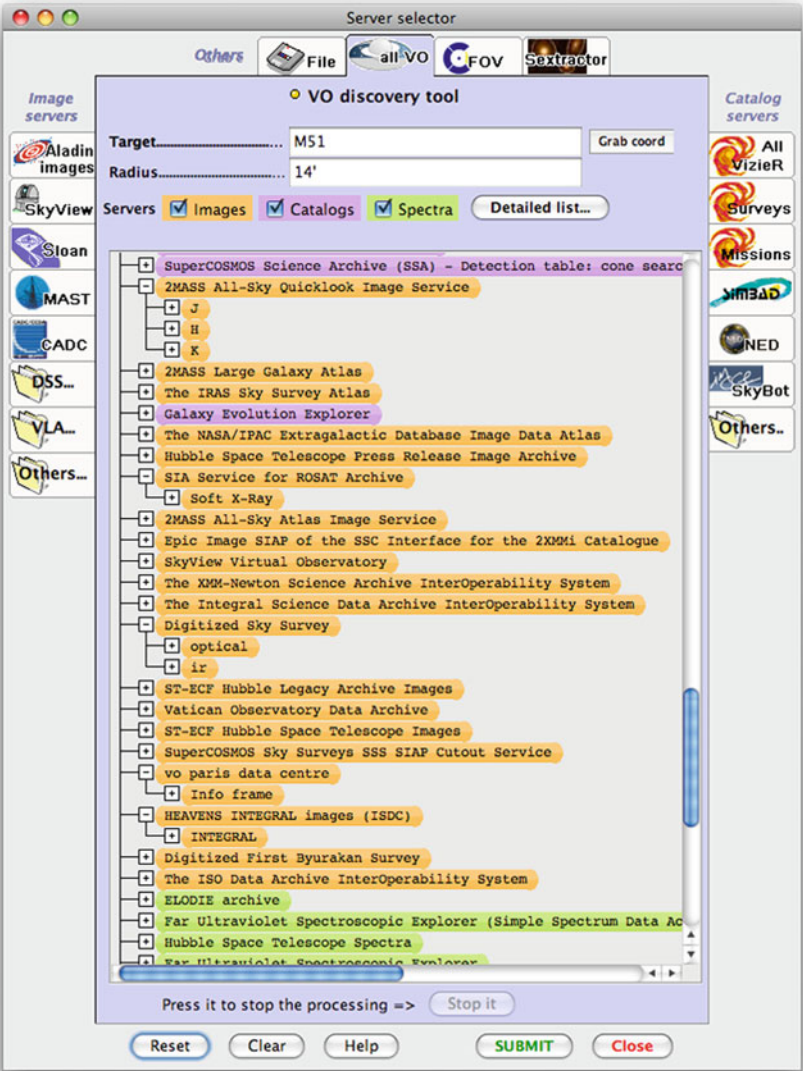 Server selector
Others
File
all VO
FOV
Sextractor
Image
servers
Aladin
images
SkyView
Sloan
MAST
CADC
DSS...
VLA...
Others...
VO discovery tool
Target
M51
Grab coord
Radius
14'
Servers
Images
Catalogs
Spectra
Detailed list...
SuperCOSMOS Science Archive (SSA) - Detection table: cone searc
2MASS All-Sky Quicklook Image Service
J
H
K
2MASS Large Galaxy Atlas
The IRAS Sky Survey Atlas
Galaxy Evolution Explorer
The NASA/IPAC Extragalactic Database Image Data Atlas
Hubble Space Telescope Press Release Image Archive
SIA Service for ROSAT Archive
Soft X-Ray
2MASS All-Sky Atlas Image Service
Epic Image SIAP of the SSC Interface for the 2XMMi Catalogue
SkyView Virtual Observatory
The XMM-Newton Science Archive InterOperability System
The Integral Science Data Archive InterOperability System
Digitized Sky Survey
optical
ir
ST-ECF Hubble Legacy Archive Images
Vatican Observatory Data Archive
ST-ECF Hubble Space Telescope Images
SuperCOSMOS Sky Surveys SSS SIAP Cutout Service
vo paris data centre
Info frame
HEAVENS INTEGRAL images (ISDC)
INTEGRAL
Digitized First Byurakan Survey
The ISO Data Archive InterOperability System
ELODIE archive
Far Ultraviolet Spectroscopic Explorer (Simple Spectrum Data Ac
Hubble Space Telescope Spectra
Far Ultraviolet Spectroscopic Explorer
Press it to stop the processing =>
Stop it
Catalog
servers
All
VizieR
Surveys
Missions
SIMBAD
NED
SkyBot
Others..
Reset
Clear
Help
SUBMIT
Close